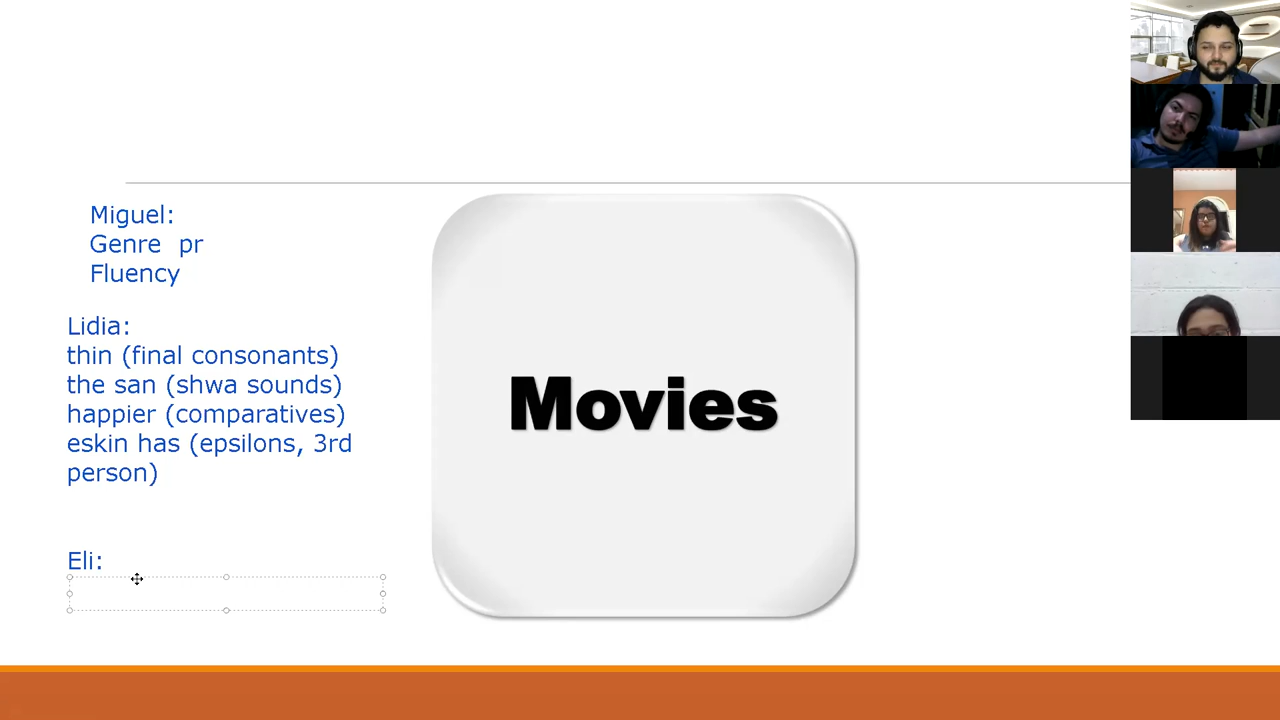 Miguel:
Genre pr
Fluency
Lidia:
thin (final consonants)
the san (shwa sounds)
happier (comparatives)
eskin has (epsilons, 3rd
person)
Eli:
Movies